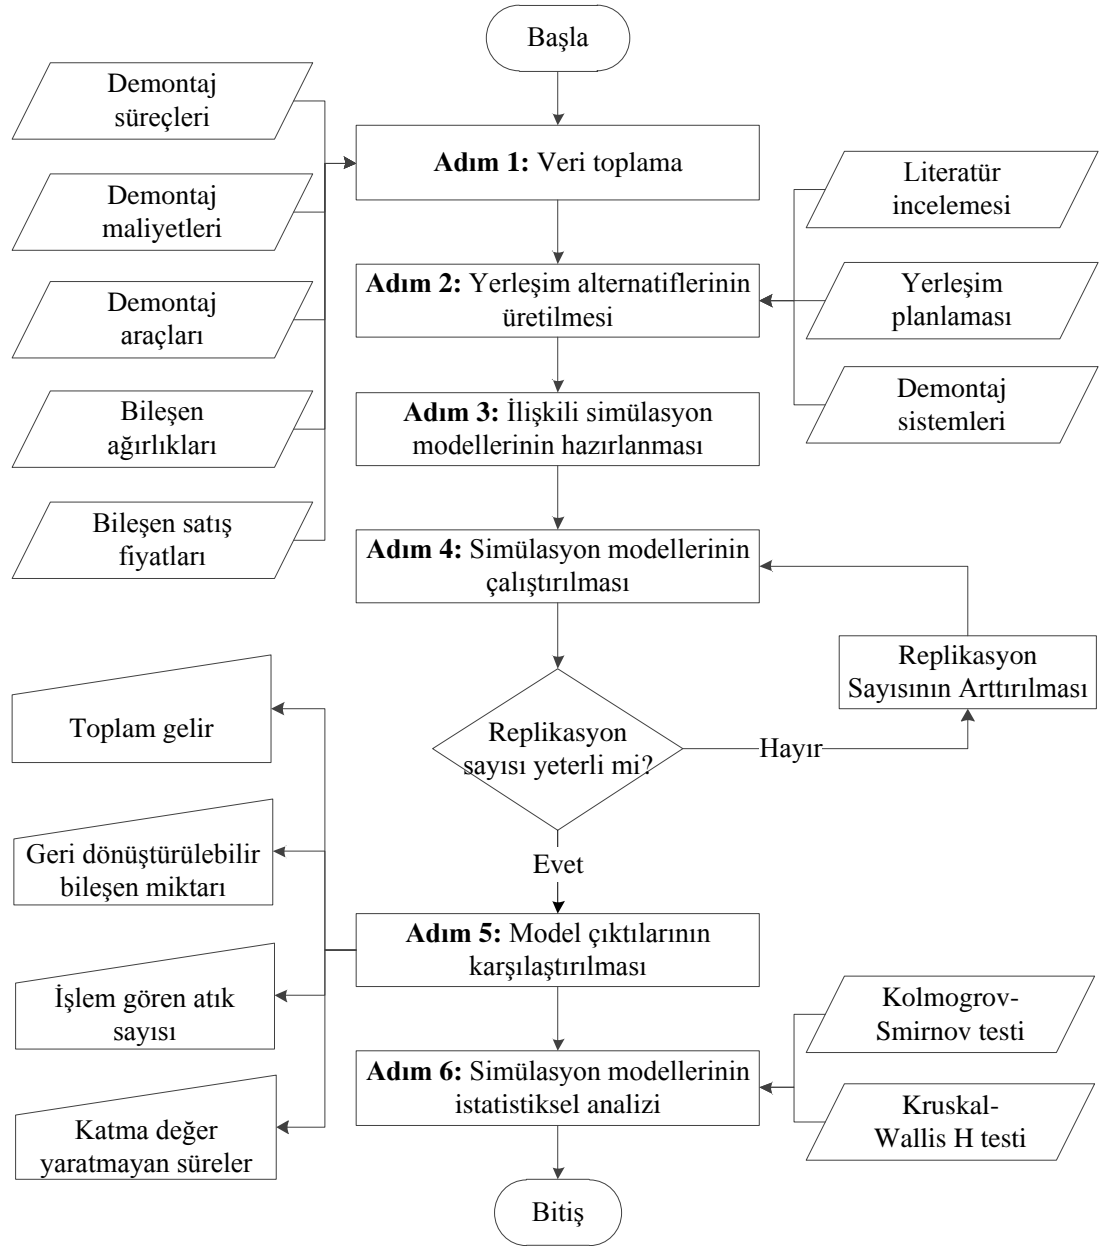 Başla
Demontaj
süreçleri
Adım 1: Veri toplama
Literatür
incelemesi
Demontaj
maliyetleri
Adım 2: Yerleşim alternatiflerinin
üretilmesi
Yerleşim
planlaması
Demontaj
araçları
Demontaj
sistemleri
Bileşen
ağırlıkları
Adım 3: İlişkili simülasyon
modellerinin hazırlanması
Bileşen satış
fiyatları
Adım 4: Simülasyon modellerinin
çalıştırılması
Replikasyon
Sayısının Arttırılması
Toplam gelir
Replikasyon
sayısı yeterli mi?
Hayır
Geri dönüştürülebilir
bileşen miktarı
Evet
Adım 5: Model çıktılarının
karşılaştırılması
İşlem gören atık
sayısı
Kolmogrov-
Smirnov testi
Adım 6: Simülasyon modellerinin
istatistiksel analizi
Kruskal-
Wallis H testi
Katma değer
yaratmayan süreler
Bitiş